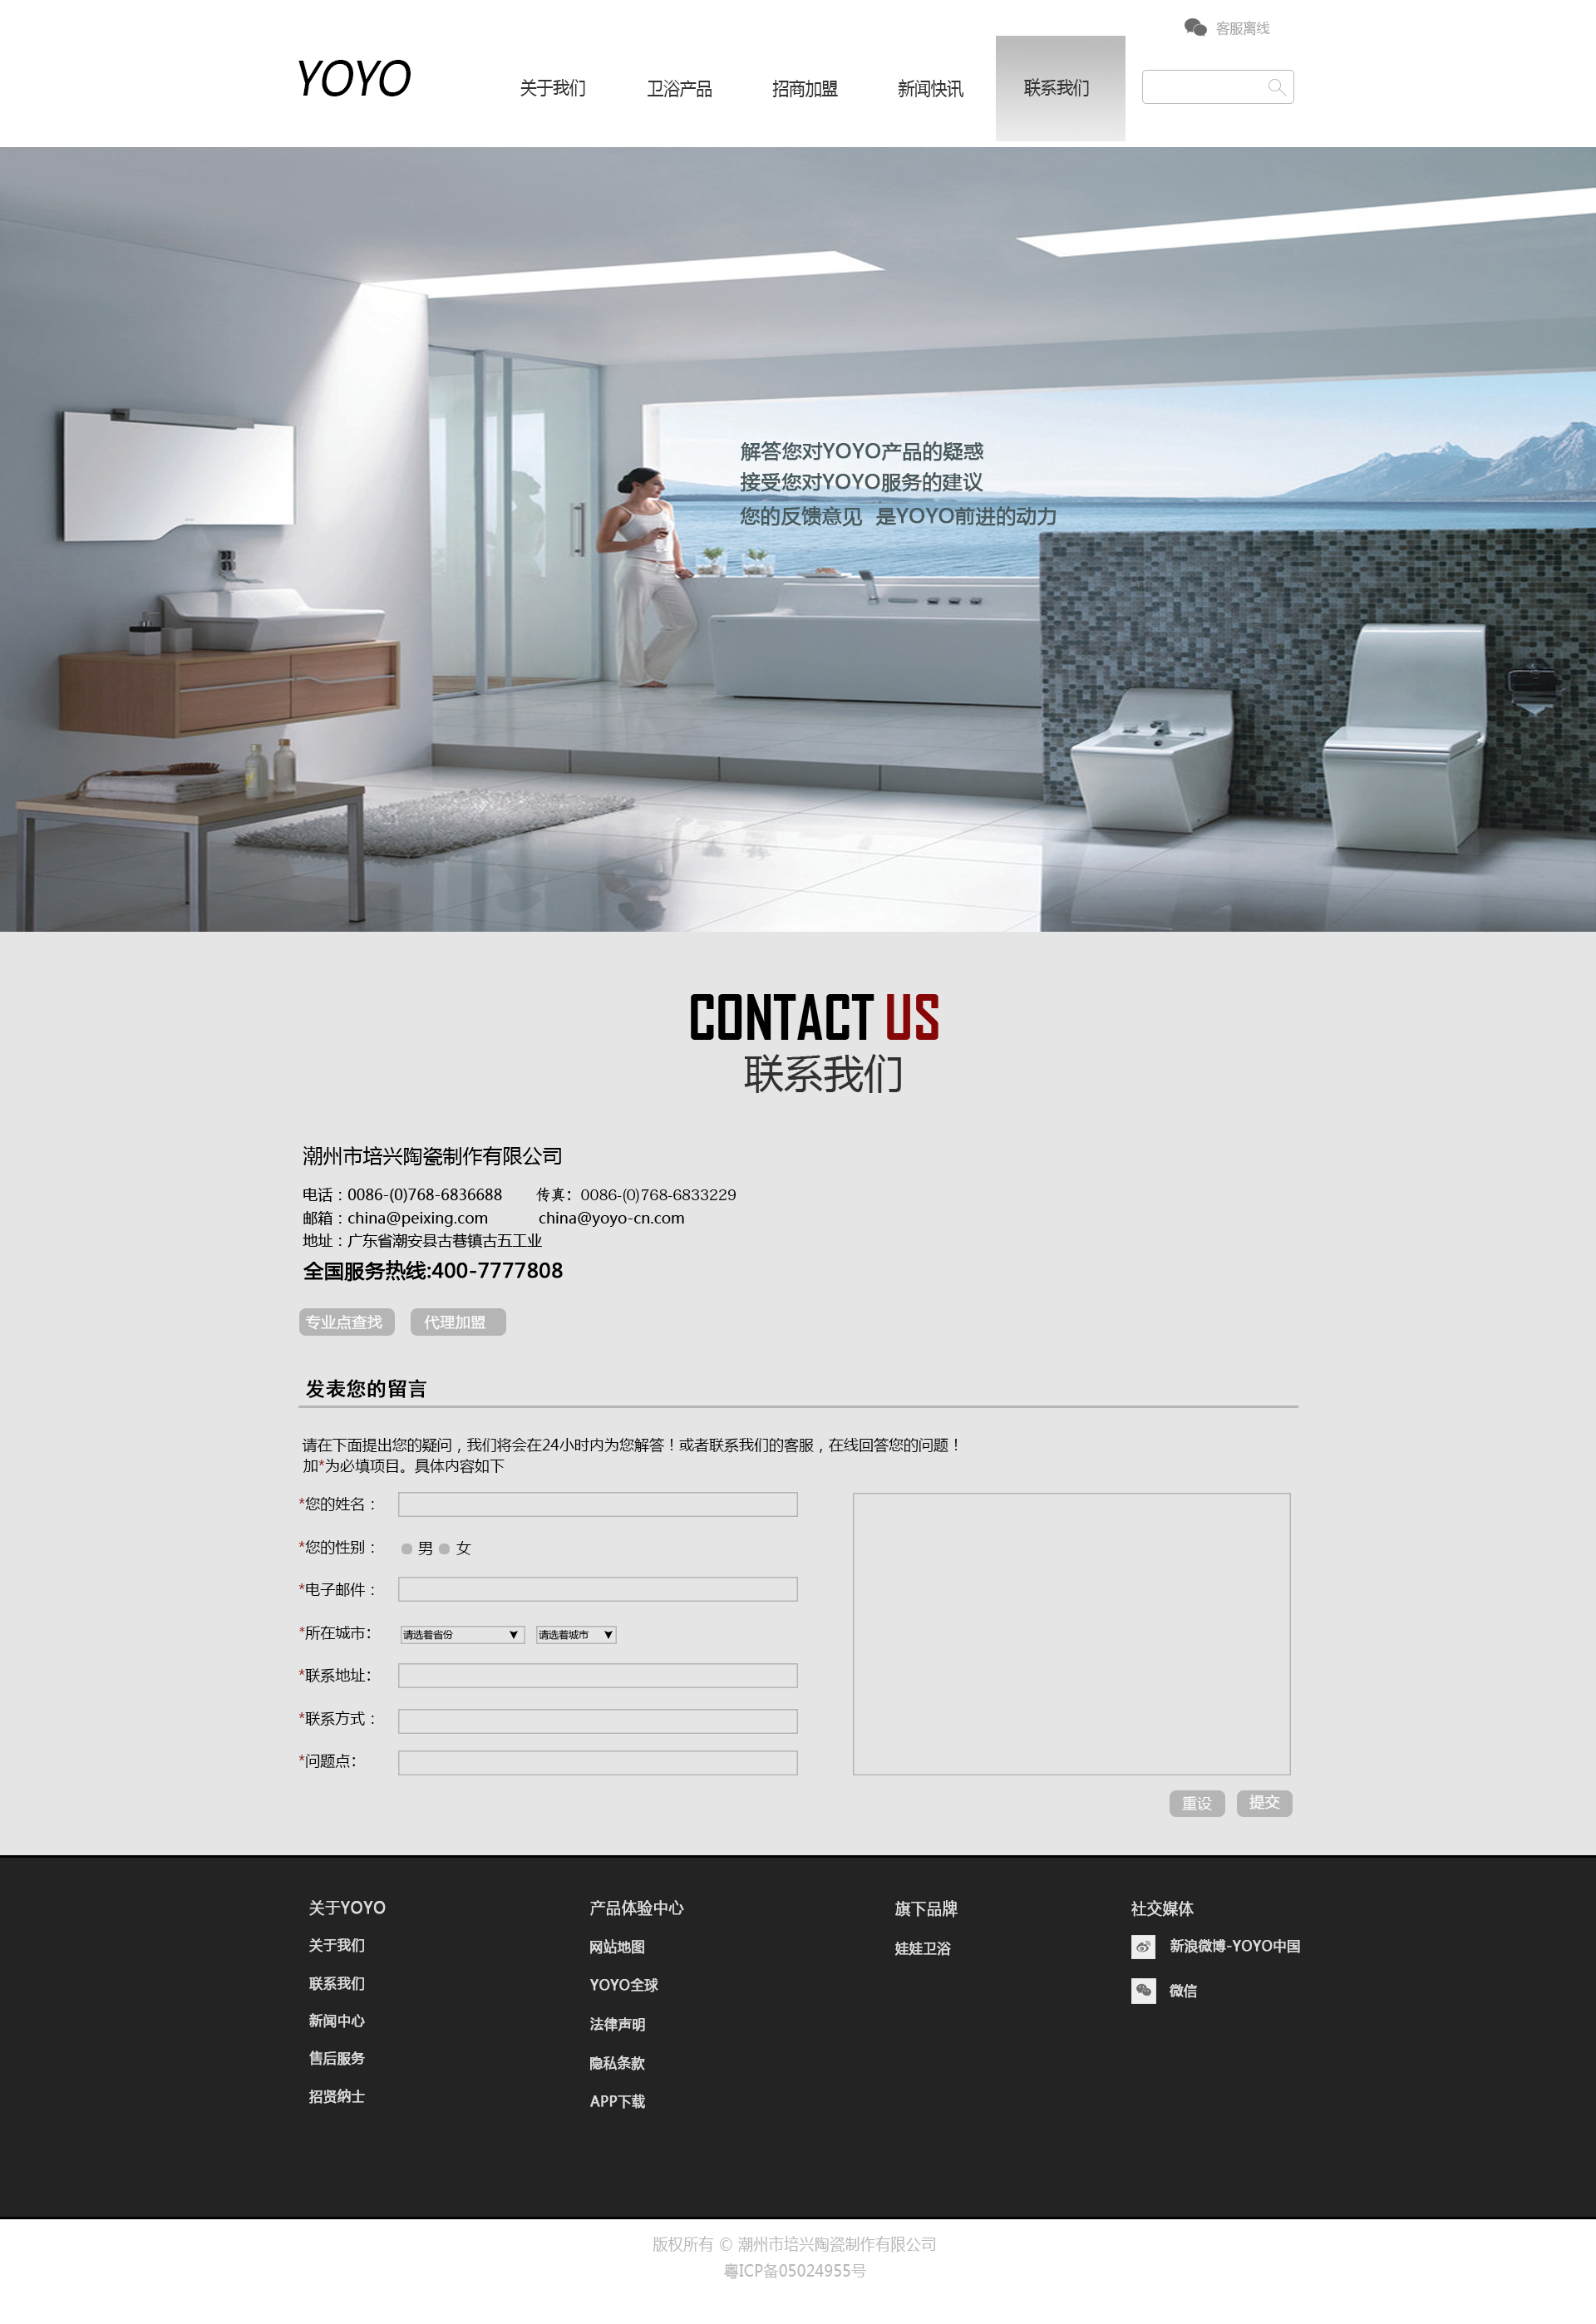 客服离线
YOYO
关于我们 卫浴产品 招商加盟 新闻快讯 联系我们
解答您对YOYO产品的疑惑
接受您对YOYO服务的建议
您的反馈意见 是YOYO前进的动力
CONTACT US
联系我们
潮州市培兴陶瓷制作有限公司
电话：0086-(0)768-6836688 传真：0086-(0)768-6833229
邮箱：china@peixing.com china@yoyo-cn.com
地址：广东省潮安县古巷镇古五工业
全国服务热线:400-7777808
专业点查找 代理加盟
发表您的留言
请在下面提出您的疑问，我们将会在24小时内为您解答！或者联系我们的客服，在线回答您的问题！
加*为必填项目。具体内容如下
*您的姓名：
*您的性别： 男 女
*电子邮件：
*所在城市： 请选着省份 请选着城市
*联系地址：
*联系方式：
*问题点：
重设 提交
关于YOYO
关于我们
联系我们
新闻中心
售后服务
招贤纳士
产品体验中心
网站地图
YOYO全球
法律声明
隐私条款
APP下载
旗下品牌
娃娃卫浴
社交媒体
新浪微博-YOYO中国
微信
版权所有 © 潮州市培兴陶瓷制作有限公司
粤ICP备05024955号